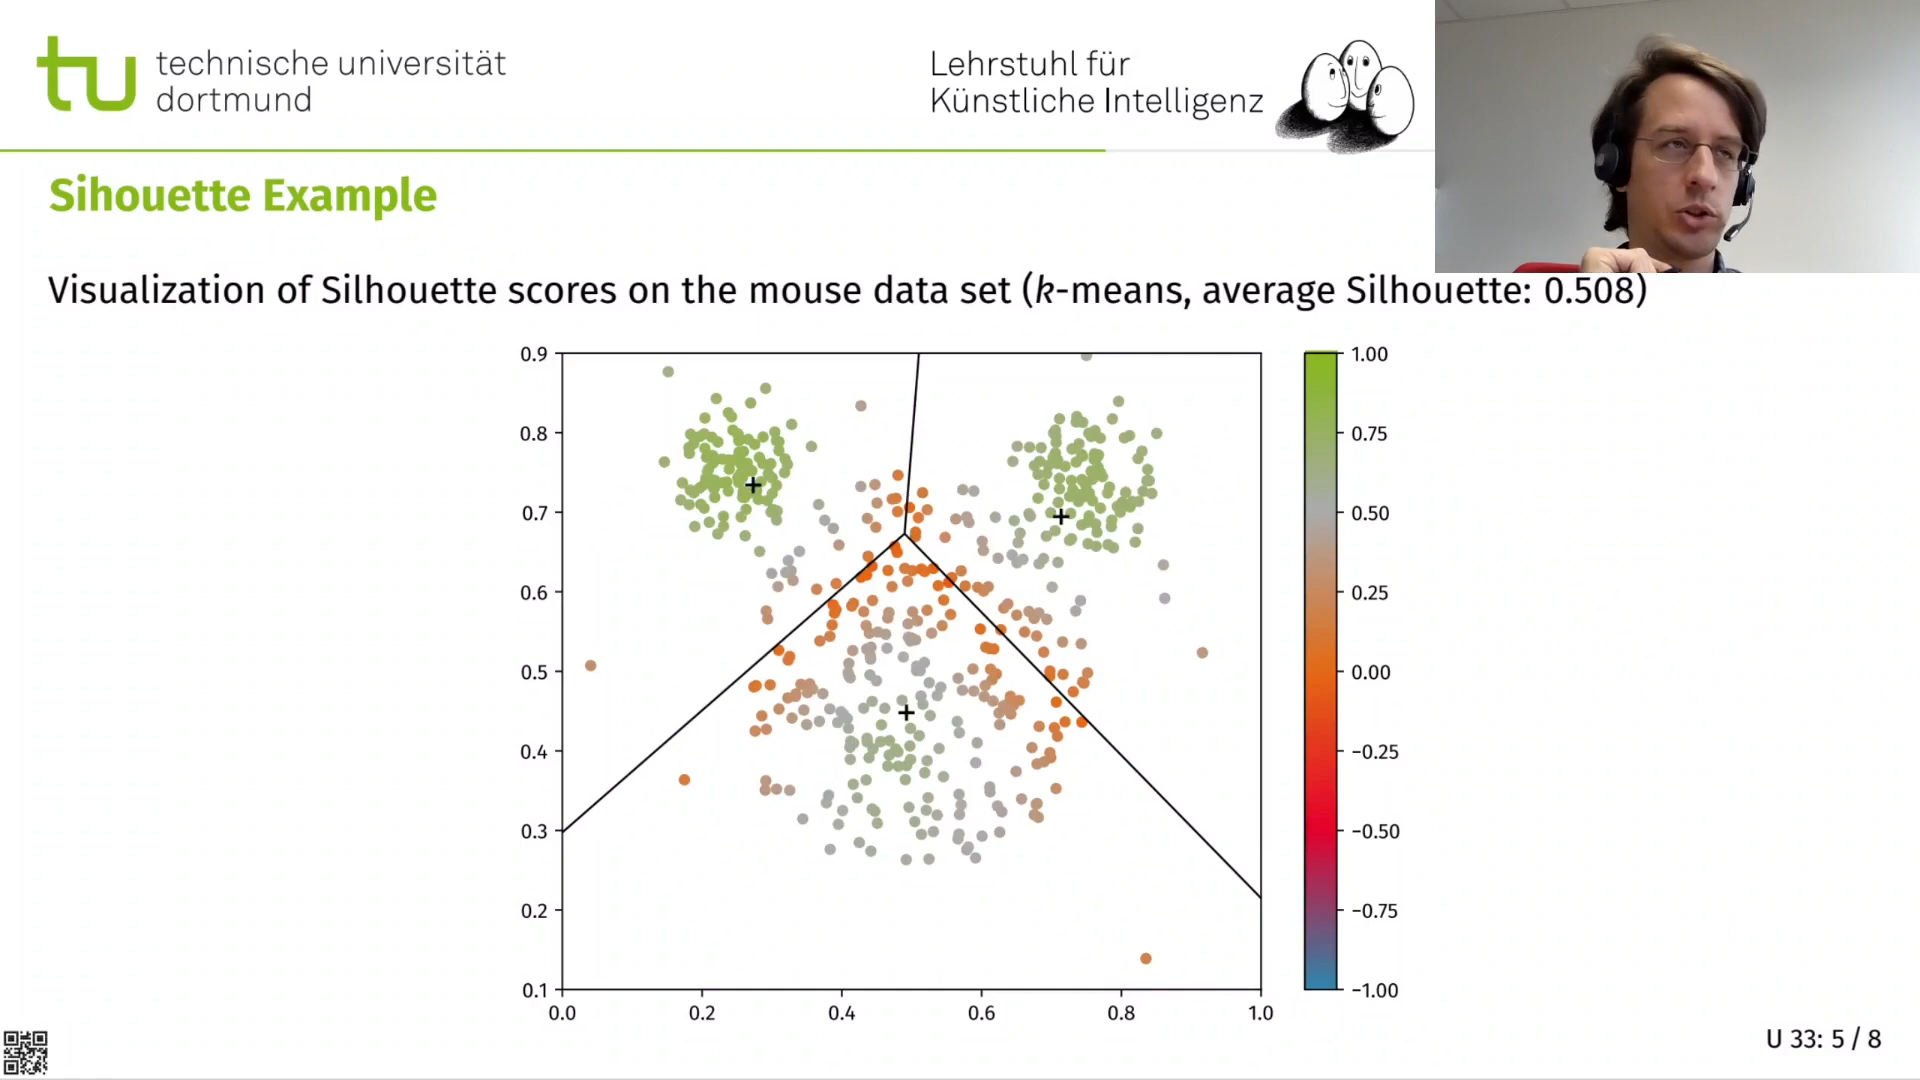 tu technische universität
dortmund
Lehrstuhl für
Künstliche Intelligenz
Sihouette Example
Visualization of Silhouette scores on the mouse data set (k-means, average Silhouette: 0.508)
0.9
0.8
0.7
0.6
0.5
0.4
0.3
0.2
0.1
0.0 0.2 0.4 0.6 0.8 1.0
1.00
0.75
0.50
0.25
0.00
−0.25
−0.50
−0.75
−1.00
U 33: 5 / 8